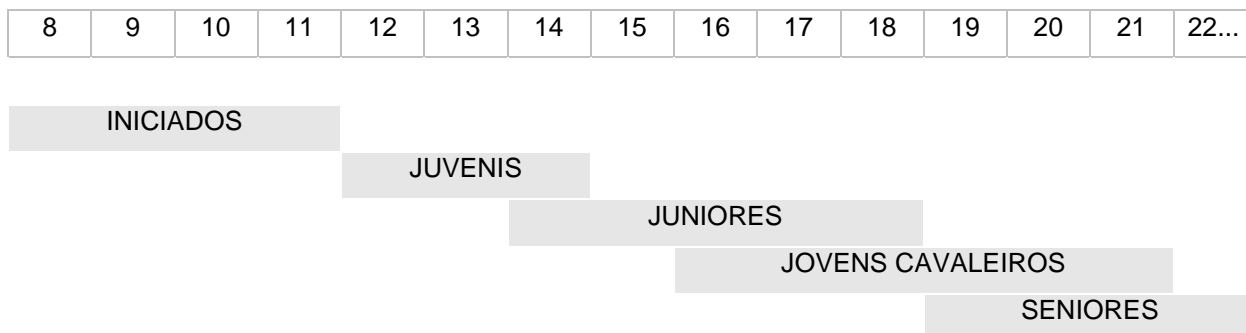 8 9 10 11 12 13 14 15 16 17 18 19 20 21 22...
INICIADOS
JUVENIS
JUNIORES
JOVENS CAVALEIROS
SENIORES